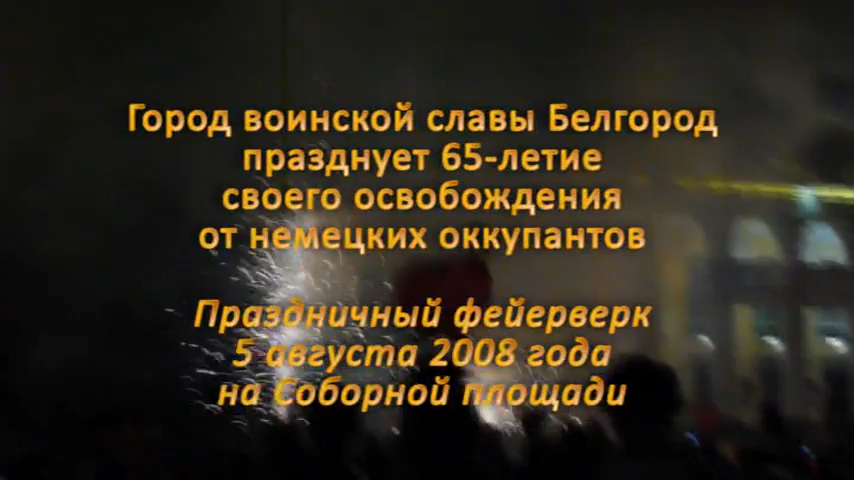 Город воинской славы Белгород
празднует 65-летие
своего освобождения
от немецких оккупантов
Праздничный фейерверк
5 августа 2008 года
на Соборной площади